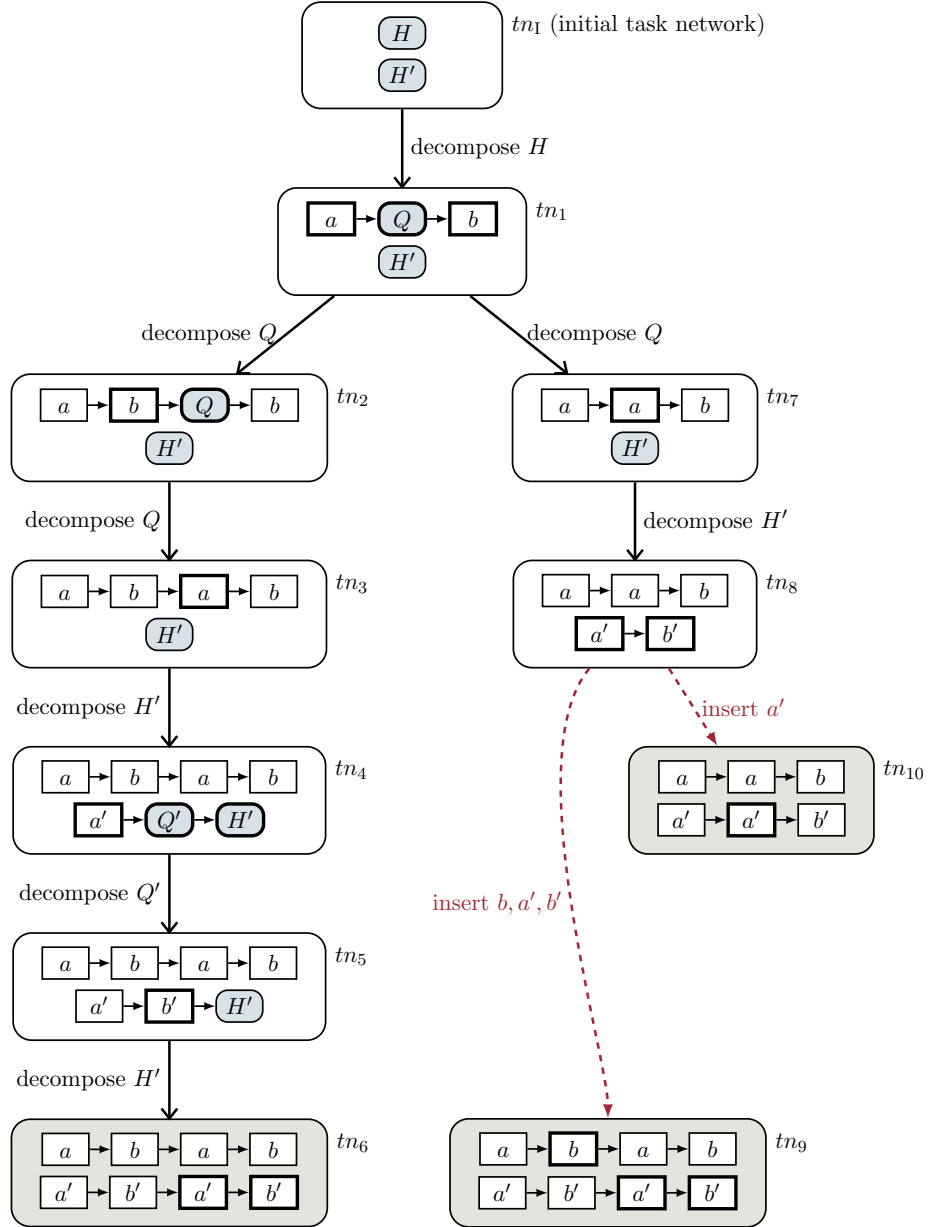 H
H′
tn_I (initial task network)
decompose H
a Q b
H′
tn_1
decompose Q
decompose Q
a b Q b
H′
tn_2
a a b
H′
tn_7
decompose Q
decompose H′
a b a b
H′
tn_3
a a b
a′ b′
tn_8
decompose H′
insert a′
a b a b
a′ Q′ H′
tn_4
a a b
a′ a′ b′
tn_10
decompose Q′
insert b, a′, b′
a b a b
a′ b′ H′
tn_5
decompose H′
a b a b
a′ b′ a′ b′
tn_6
a b a b
a′ b′ a′ b′
tn_9